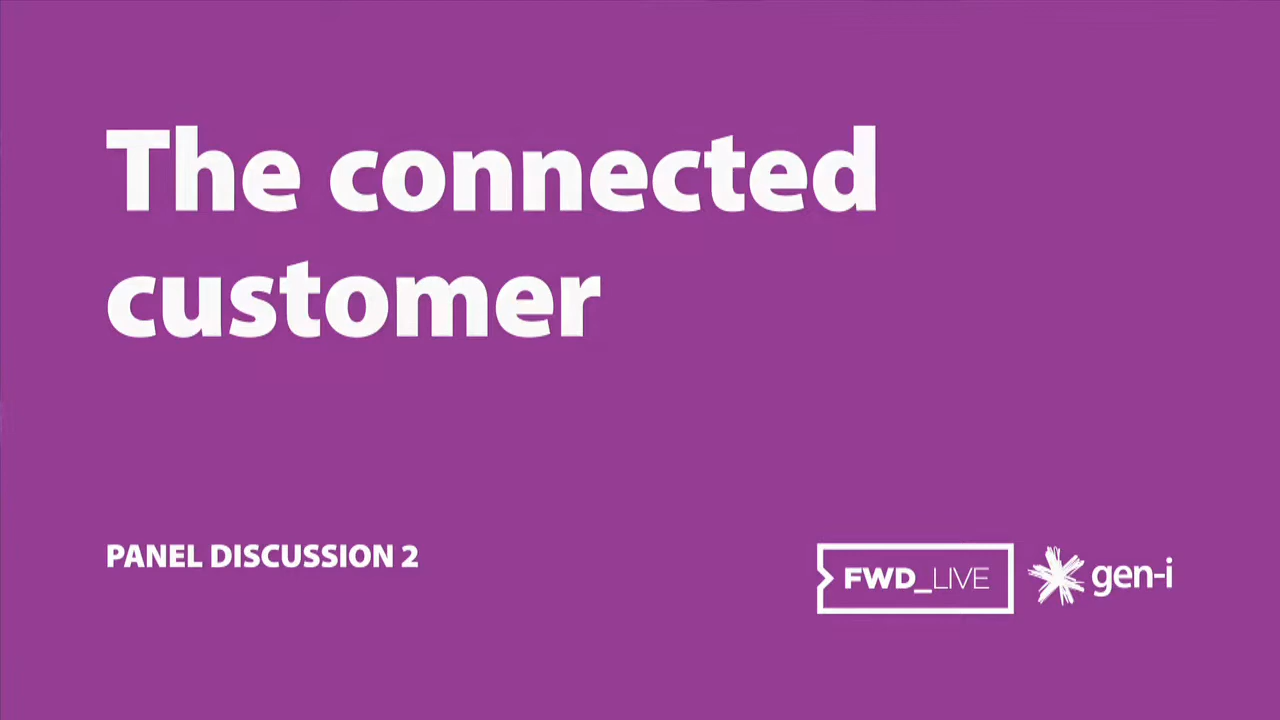 The connected
customer
PANEL DISCUSSION 2
FWD_LIVE
gen-i